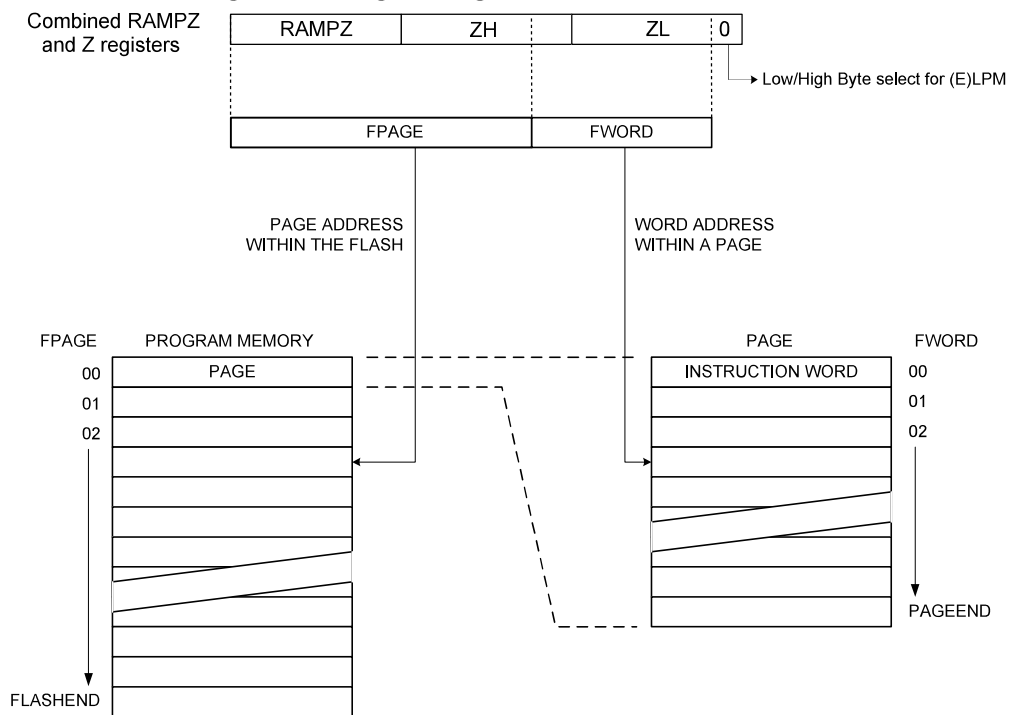 Combined RAMPZ
and Z registers
RAMPZ
ZH
ZL
0
Low/High Byte select for (E)LPM
FPAGE
FWORD
PAGE ADDRESS
WITHIN THE FLASH
WORD ADDRESS
WITHIN A PAGE
FPAGE
PROGRAM MEMORY
PAGE
00
01
02
FLASHEND
PAGE
FWORD
INSTRUCTION WORD
00
01
02
PAGEEND